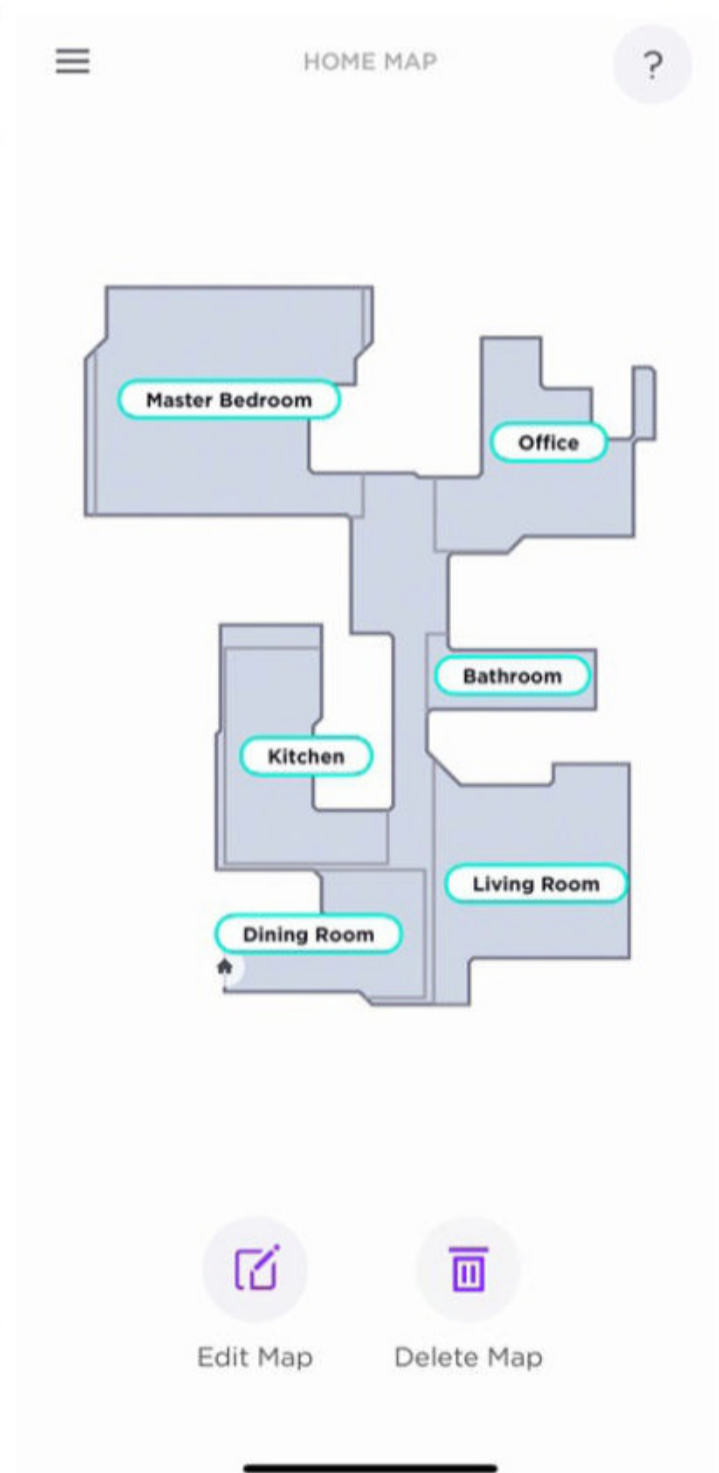 HOME MAP
?
Master Bedroom
Office
Bathroom
Kitchen
Living Room
Dining Room
Edit Map
Delete Map